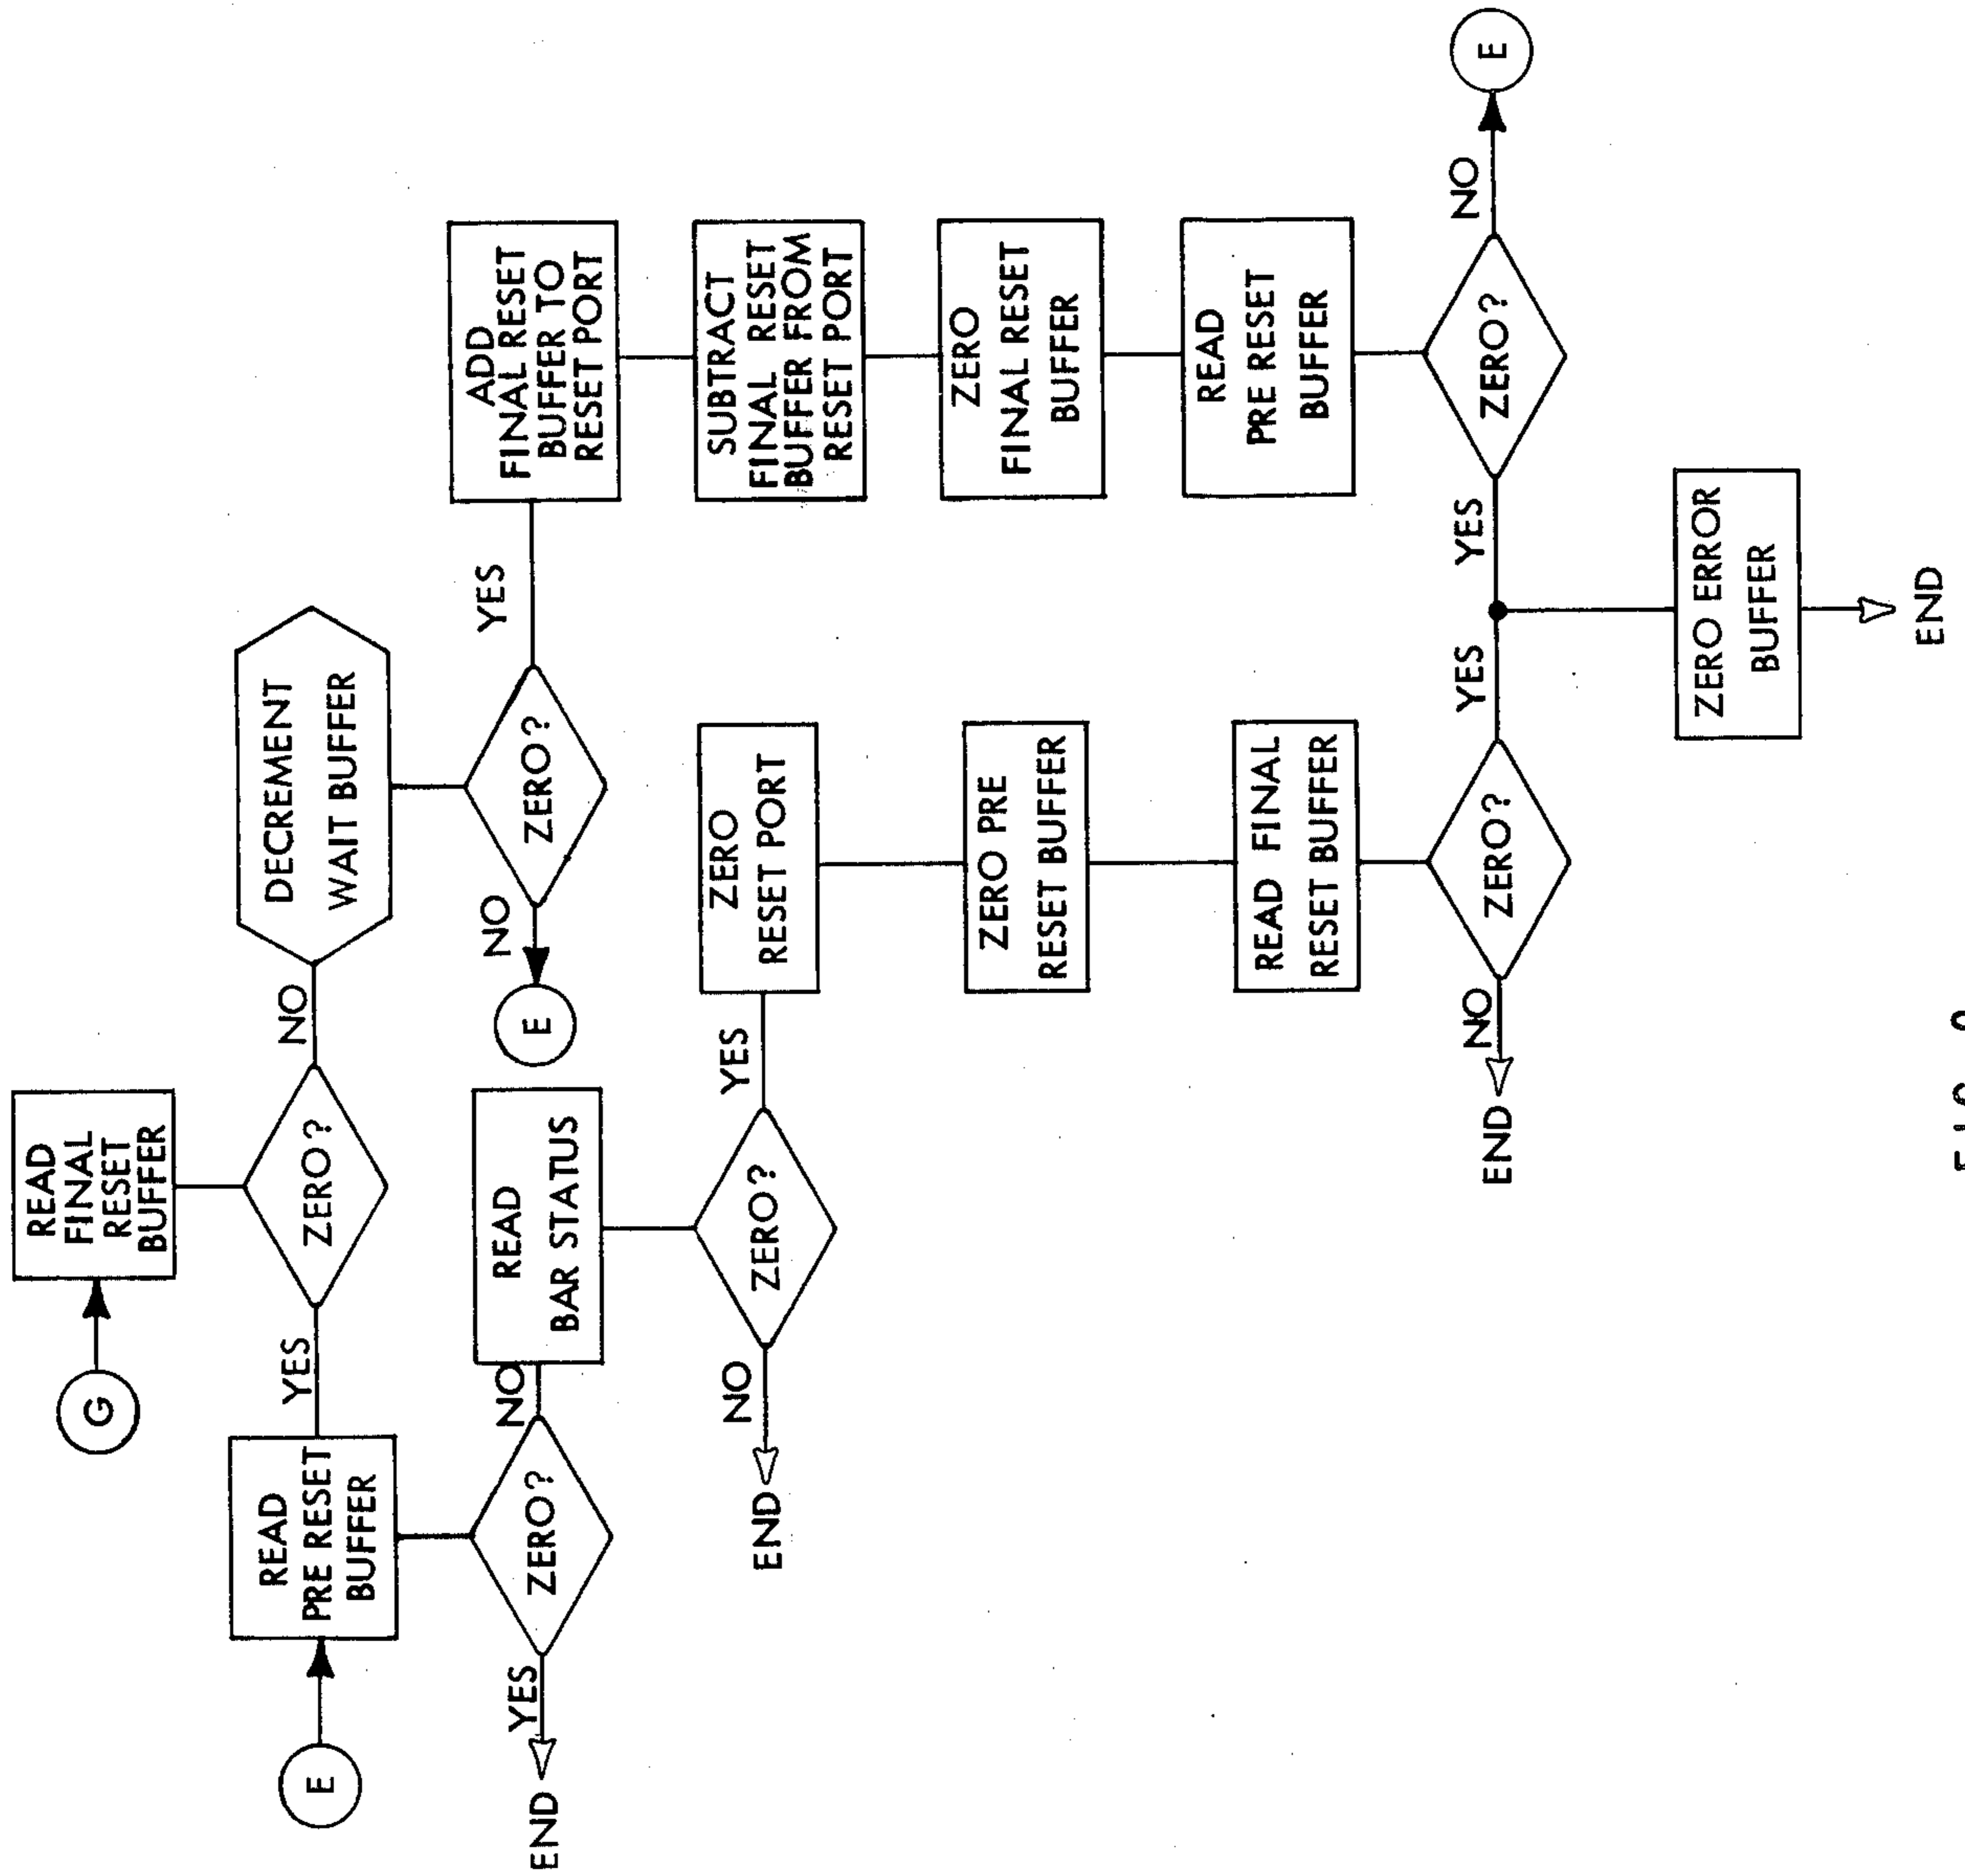 G
READ
FINAL
RESET
BUFFER
ZERO?
YES
NO
E
READ
PRE RESET
BUFFER
DECREMENT
WAIT BUFFER
ZERO?
YES
END
NO
READ
BAR STATUS
ZERO?
NO
E
YES
ADD
FINAL RESET
BUFFER TO
RESET PORT
ZERO?
NO
END
YES
ZERO
RESET PORT
SUBTRACT
FINAL RESET
BUFFER FROM
RESET PORT
ZERO PRE
RESET BUFFER
ZERO
FINAL RESET
BUFFER
READ FINAL
RESET BUFFER
READ
PRE RESET
BUFFER
ZERO?
NO
END
YES
ZERO?
YES
NO
E
ZERO ERROR
BUFFER
END